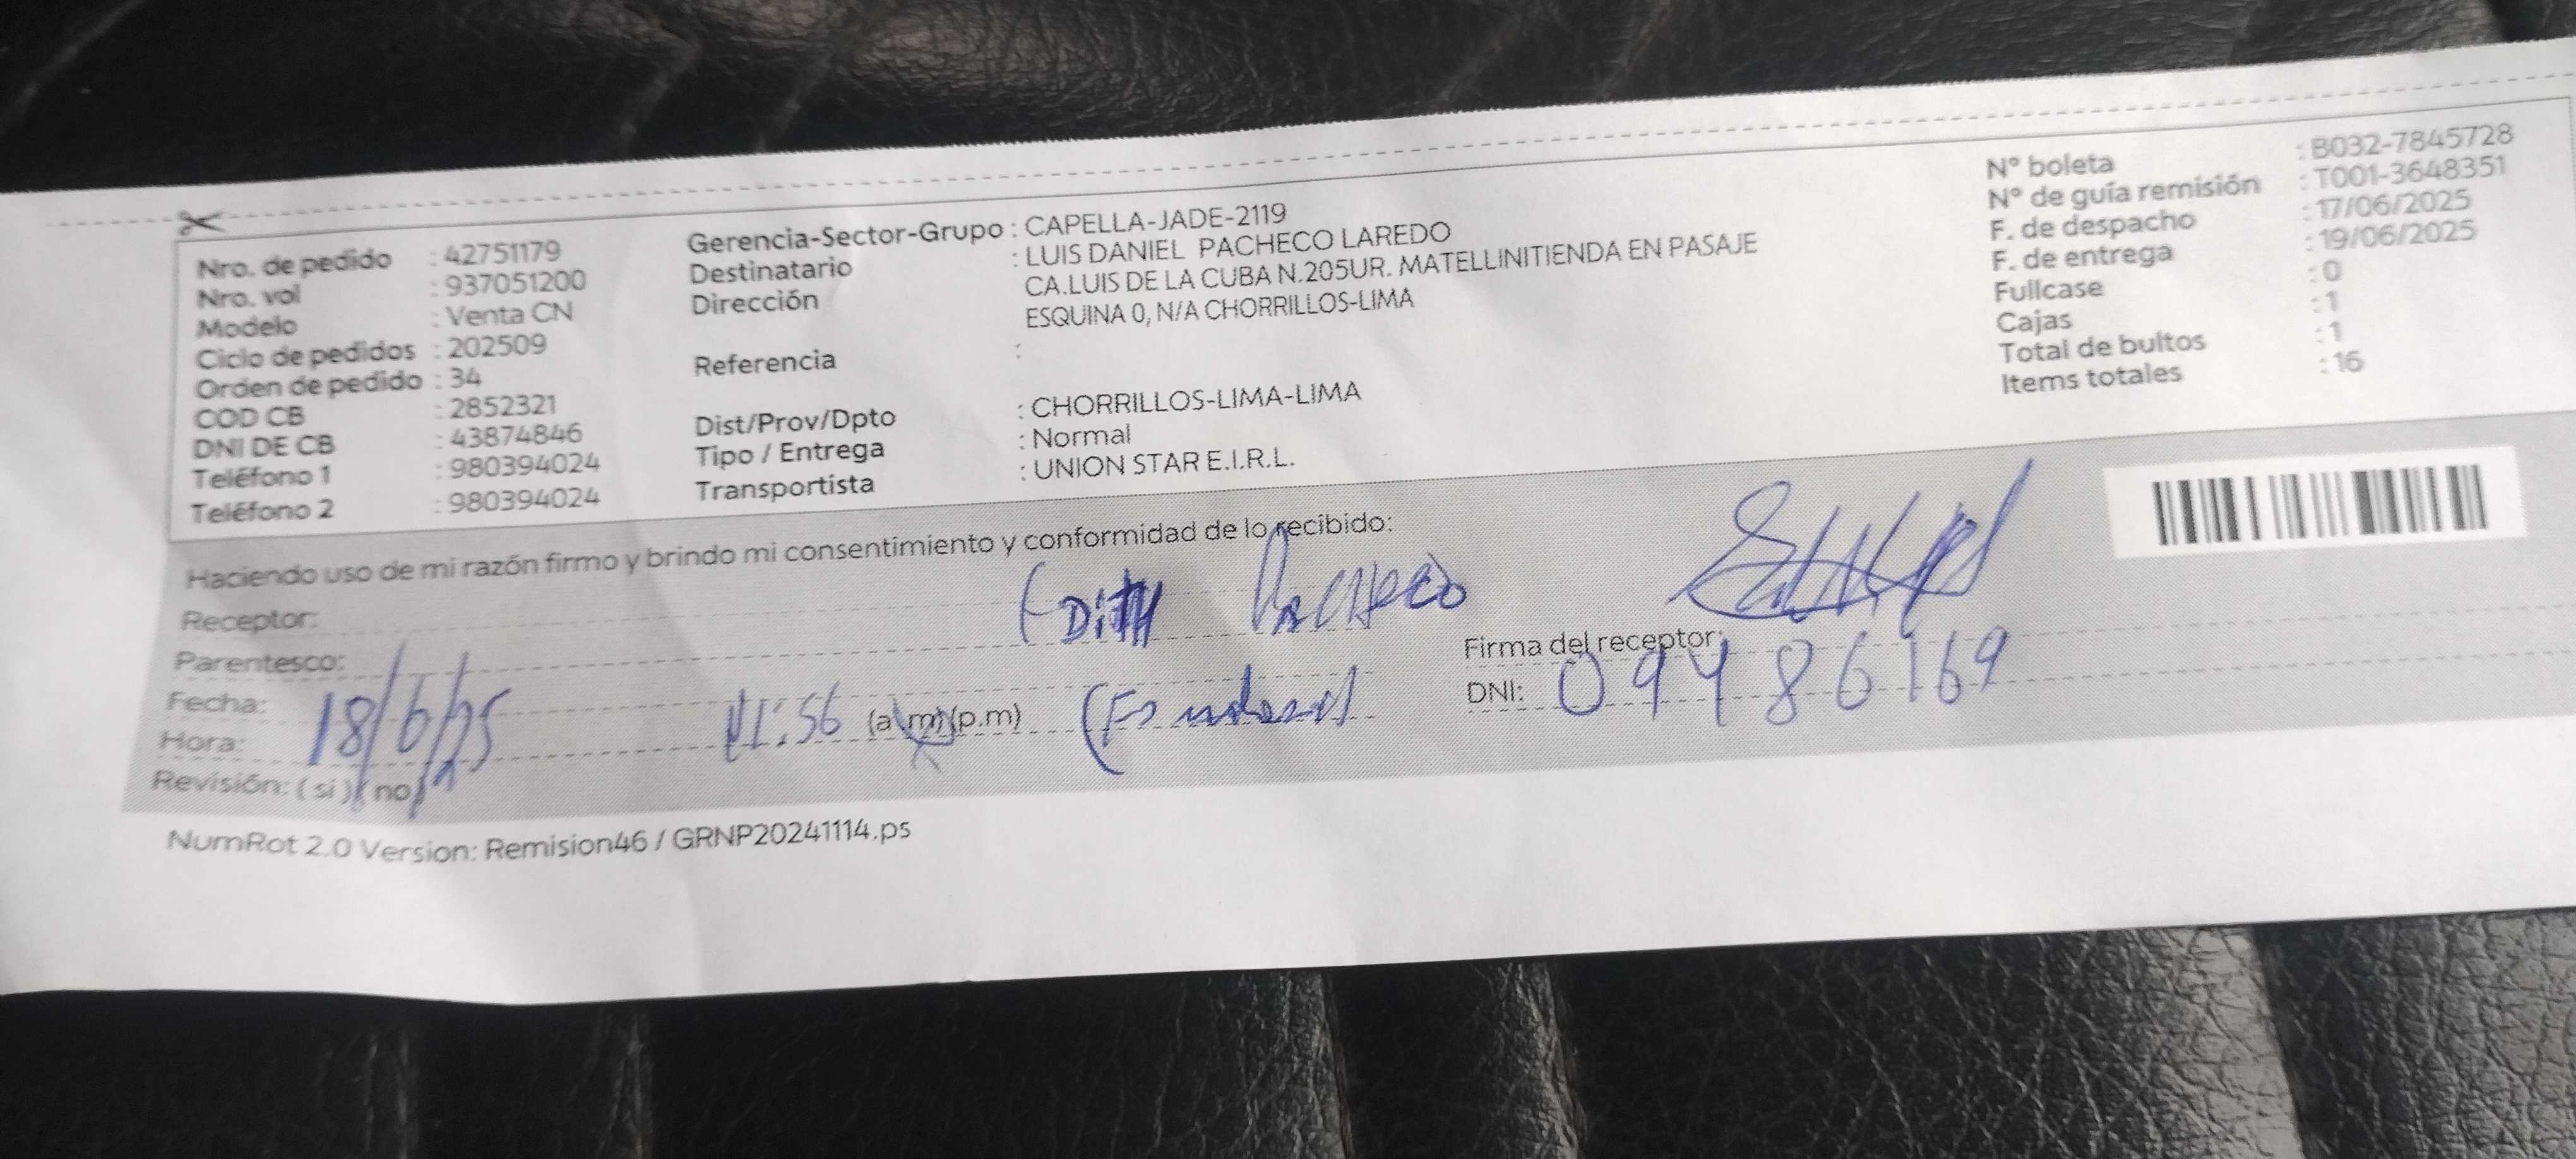 Nro. de pedido : 42751179
Nro. vol : 937051200
Modelo : Venta CN
Ciclo de pedidos : 202509
Orden de pedido : 34
COD CB : 2852321
DNI DE CB : 43874846
Teléfono 1 : 980394024
Teléfono 2 : 980394024
Gerencia-Sector-Grupo : CAPELLA-JADE-2119
Destinatario : LUIS DANIEL PACHECO LAREDO
Dirección CA.LUIS DE LA CUBA N.205UR. MATELLINITIENDA EN PASAJE
ESQUINA 0, N/A CHORRILLOS-LIMA
Referencia :
Dist/Prov/Dpto : CHORRILLOS-LIMA-LIMA
Tipo / Entrega : Normal
Transportista : UNION STAR E.I.R.L.
N° boleta : B032-7845728
N° de guía remisión : T001-3648351
F. de despacho : 17/06/2025
F. de entrega : 19/06/2025
Fullcase : 0
Cajas : 1
Total de bultos : 1
Items totales : 16
Haciendo uso de mi razón firmo y brindo mi consentimiento y conformidad de lo recibido:
Receptor: EDITH PACHECO
Parentesco:
Fecha: 18/6/25
Hora: 11:56 (a.m)(p.m)
Revisión: (si) (no)
Firma del receptor:
DNI: 09486169
NumRot 2.0 Version: Remision46 / GRNP20241114.ps